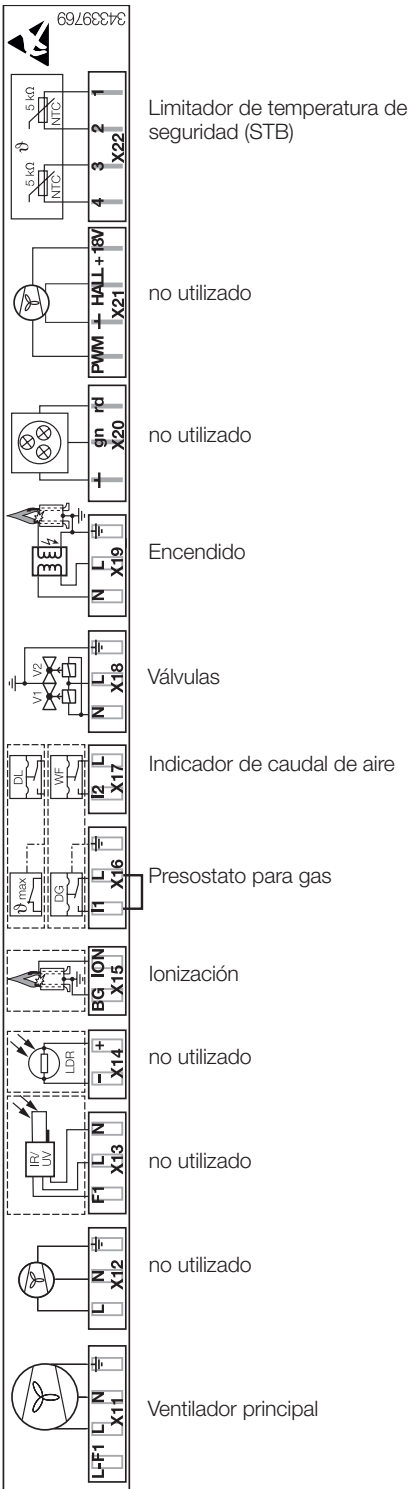 34339769
5 kΩ
NTC
ϑ
5 kΩ
NTC
1
2
3
4
X22
Limitador de temperatura de
seguridad (STB)
+ 18V
HALL
⊥
PWM
X21
no utilizado
rd
gn
⊥
X20
no utilizado
L
N
X19
Encendido
V2
V1
L
N
X18
Válvulas
DL
WF
L
I2
X17
Indicador de caudal de aire
ϑ max
DG
L
I1
X16
Presostato para gas
ION
BG
X15
Ionización
LDR
+
–
X14
no utilizado
IR/
UV
N
L
F1
X13
no utilizado
N
L
X12
no utilizado
N
L
L-F1
X11
Ventilador principal